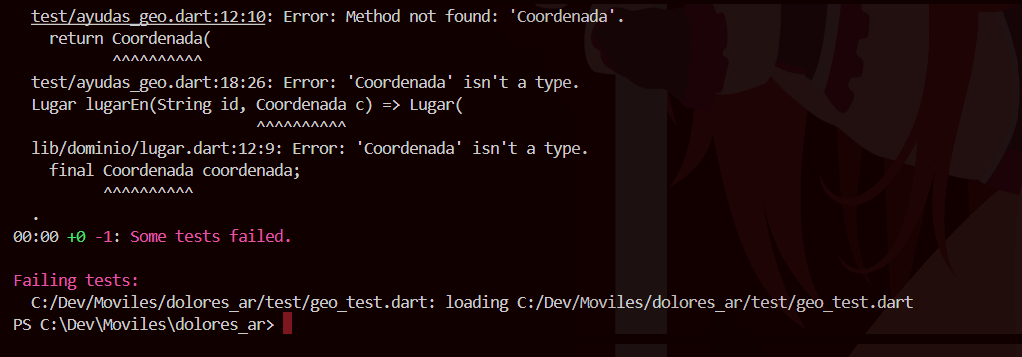 test/ayudas_geo.dart:12:10: Error: Method not found: 'Coordenada'.
return Coordenada(
^^^^^^^^^^
test/ayudas_geo.dart:18:26: Error: 'Coordenada' isn't a type.
Lugar lugarEn(String id, Coordenada c) => Lugar(
^^^^^^^^^^
lib/dominio/lugar.dart:12:9: Error: 'Coordenada' isn't a type.
final Coordenada coordenada;
^^^^^^^^^^
.
00:00 +0 -1: Some tests failed.
Failing tests:
C:/Dev/Moviles/dolores_ar/test/geo_test.dart: loading C:/Dev/Moviles/dolores_ar/test/geo_test.dart
PS C:\Dev\Moviles\dolores_ar>